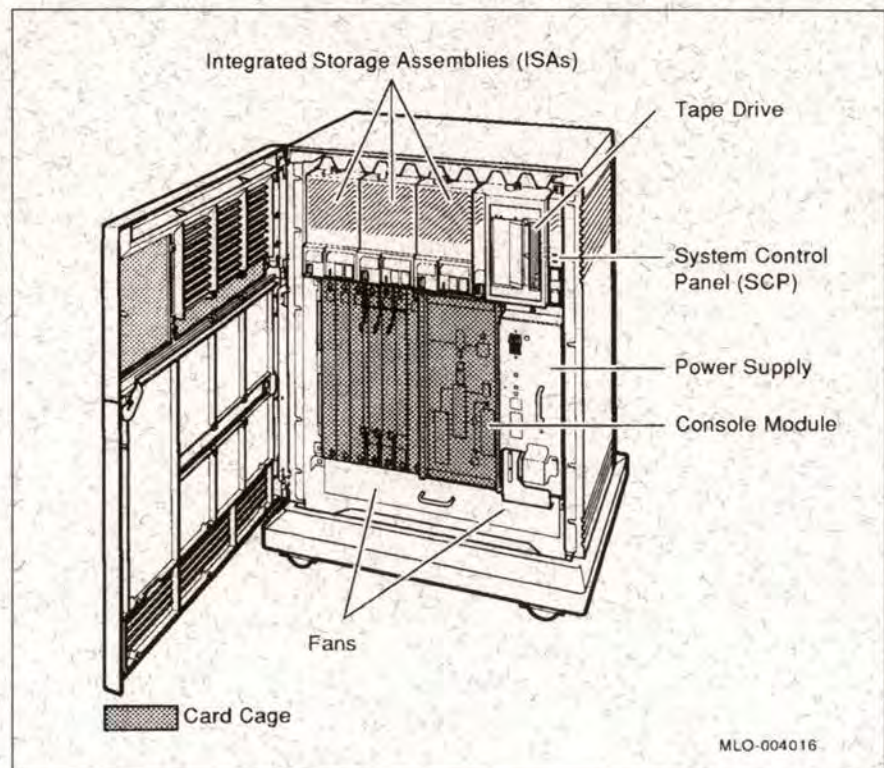 Integrated Storage Assemblies (ISAs)
Tape Drive
System Control
Panel (SCP)
Power Supply
Console Module
Fans
Card Cage
MLO-004016